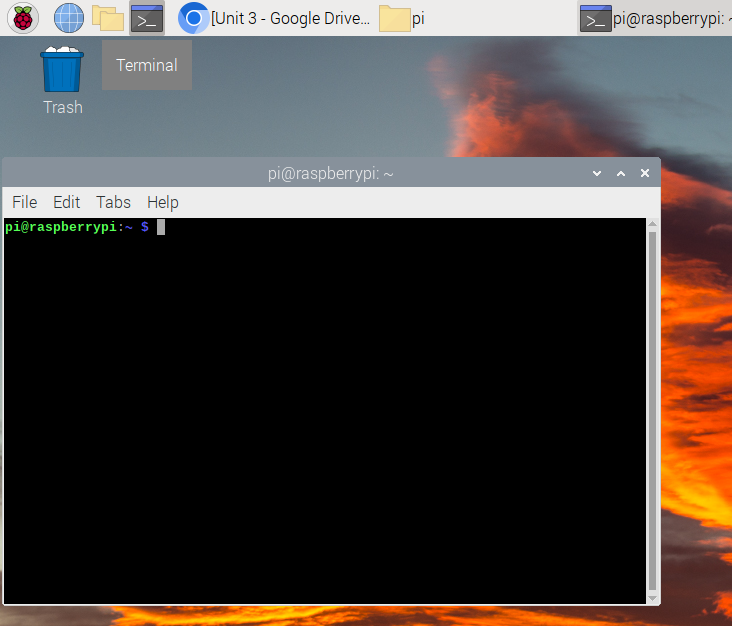 [Unit 3 - Google Drive... pi pi@raspberrypi: ~
Terminal
Trash
pi@raspberrypi: ~
File Edit Tabs Help
pi@raspberrypi:~ $